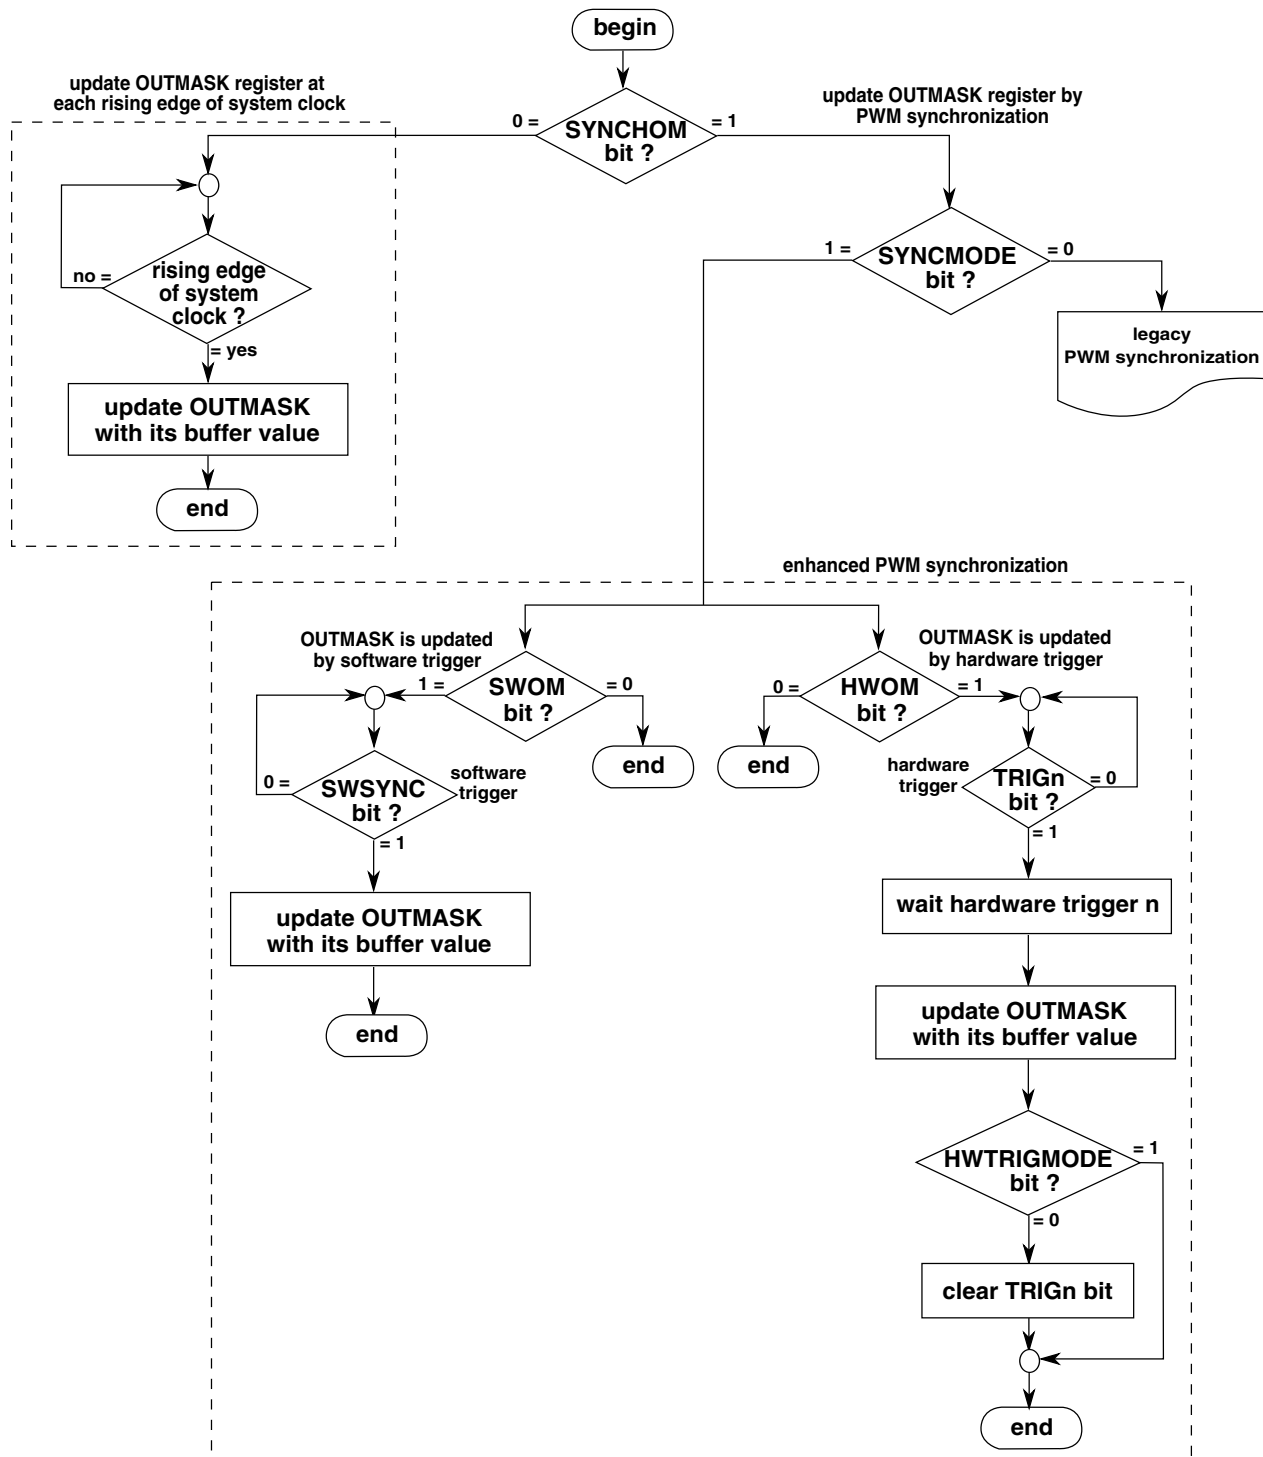 begin
update OUTMASK register at
each rising edge of system clock
update OUTMASK register by
PWM synchronization
0 =
SYNCHOM
bit ?
= 1
1 =
SYNCMODE
bit ?
= 0
no =
rising edge
of system
clock ?
= yes
legacy
PWM synchronization
update OUTMASK
with its buffer value
end
enhanced PWM synchronization
OUTMASK is updated
by software trigger
OUTMASK is updated
by hardware trigger
1 =
SWOM
bit ?
= 0
0 =
HWOM
bit ?
= 1
end
end
0 =
SWSYNC
bit ?
software
trigger
= 1
hardware
trigger
TRIGn
bit ?
= 0
= 1
update OUTMASK
with its buffer value
end
wait hardware trigger n
update OUTMASK
with its buffer value
HWTRIGMODE
bit ?
= 1
= 0
clear TRIGn bit
end